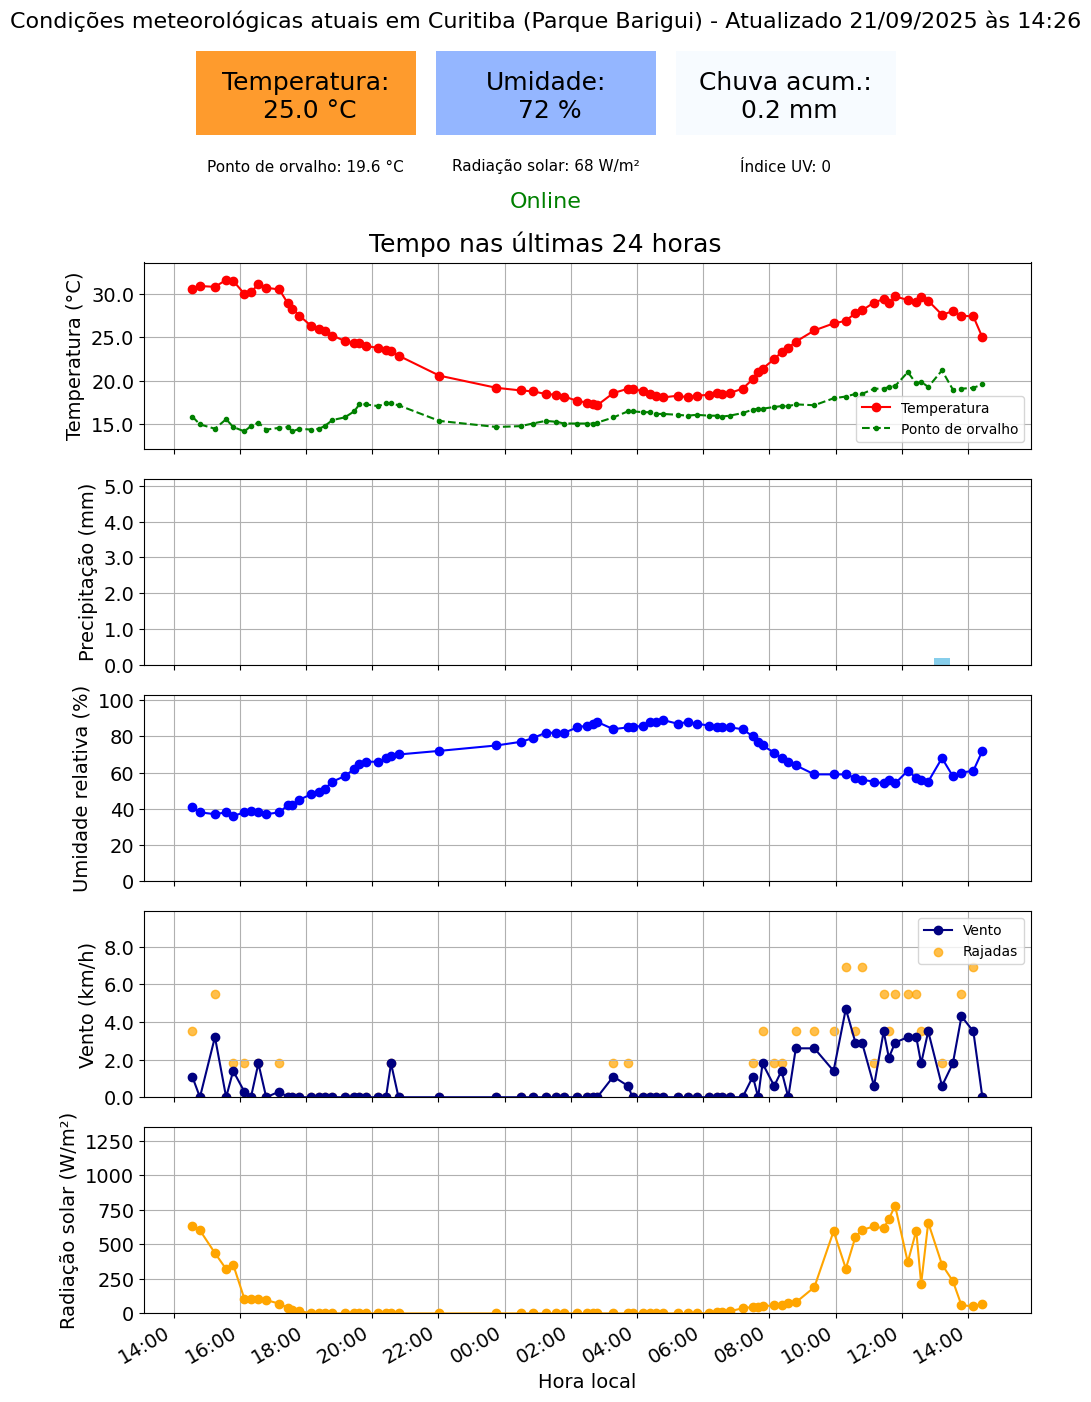 Condições meteorológicas atuais em Curitiba (Parque Barigui) - Atualizado 21/09/2025 às 14:26
Temperatura:
25.0 °C
Umidade:
72 %
Chuva acum.:
0.2 mm
Ponto de orvalho: 19.6 °C
Radiação solar: 68 W/m²
Índice UV: 0
Online
Tempo nas últimas 24 horas
Temperatura (°C)
30.0
25.0
20.0
15.0
Temperatura
Ponto de orvalho
Precipitação (mm)
5.0
4.0
3.0
2.0
1.0
0.0
Umidade relativa (%)
100
80
60
40
20
0
Vento (km/h)
8.0
6.0
4.0
2.0
0.0
Vento
Rajadas
Radiação solar (W/m²)
1250
1000
750
500
250
0
14:00
16:00
18:00
20:00
22:00
00:00
02:00
04:00
06:00
08:00
10:00
12:00
14:00
Hora local